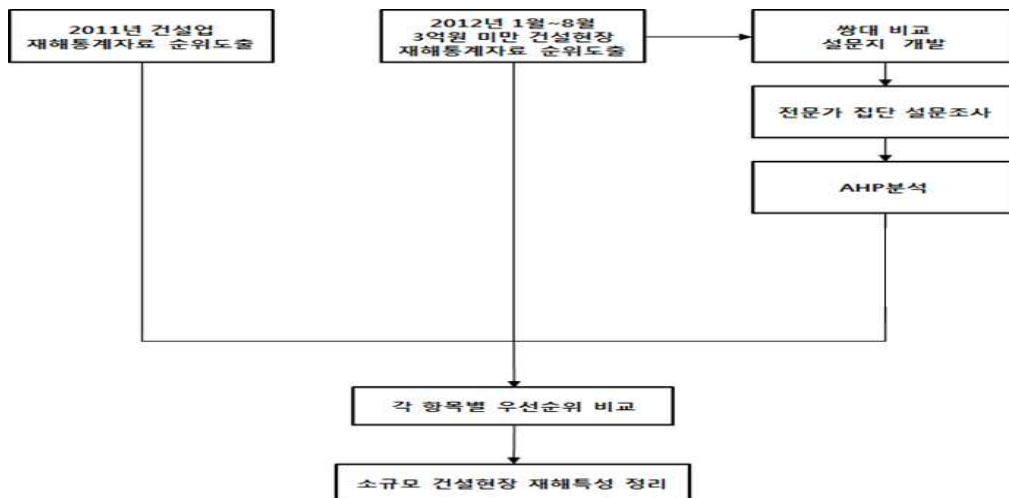 2011년 건설업
재해통계자료 순위도출
2012년 1월~8월
3억원 미만 건설현장
재해통계자료 순위도출
쌍대 비교
설문지 개발
전문가 집단 설문조사
AHP분석
각 항목별 우선순위 비교
소규모 건설현장 재해특성 정리